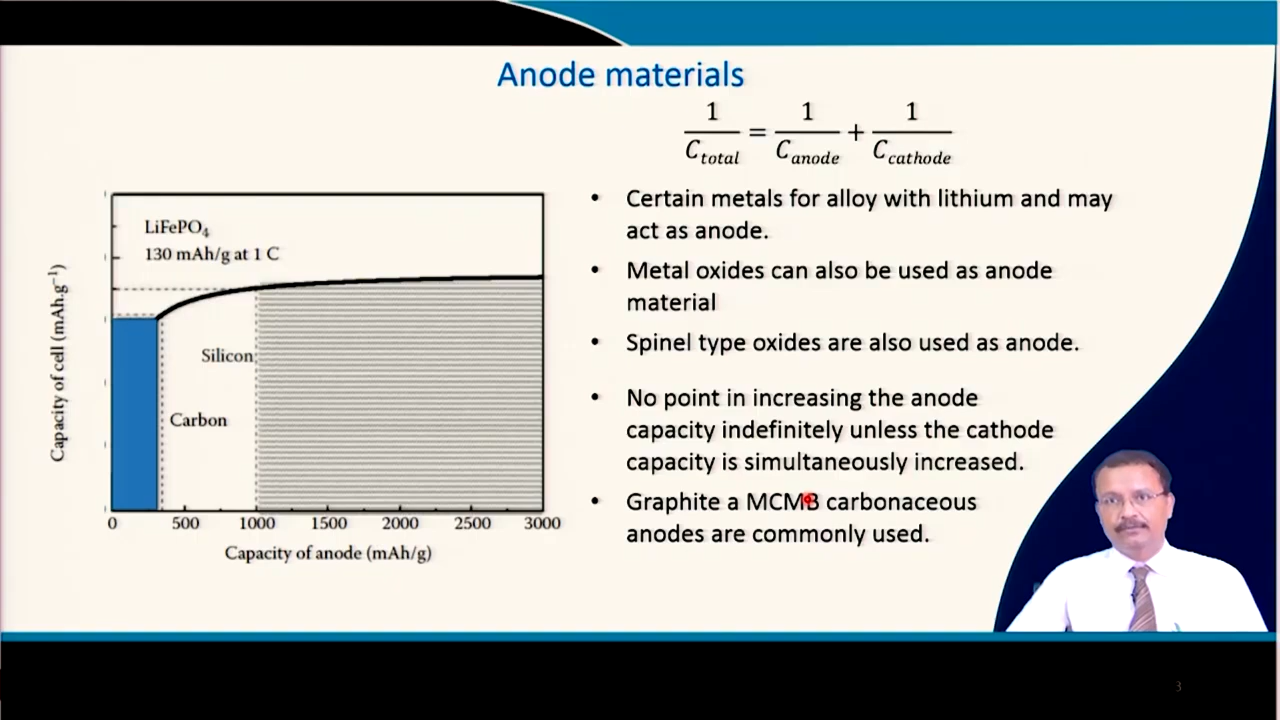 Anode materials
1/C_total = 1/C_anode + 1/C_cathode
• Certain metals for alloy with lithium and may
act as anode.
• Metal oxides can also be used as anode
material
• Spinel type oxides are also used as anode.
• No point in increasing the anode
capacity indefinitely unless the cathode
capacity is simultaneously increased.
• Graphite a MCMB carbonaceous
anodes are commonly used.
LiFePO₄
130 mAh/g at 1 C
Silicon
Carbon
Capacity of cell (mAh.g⁻¹)
0 500 1000 1500 2000 2500 3000
Capacity of anode (mAh/g)
3